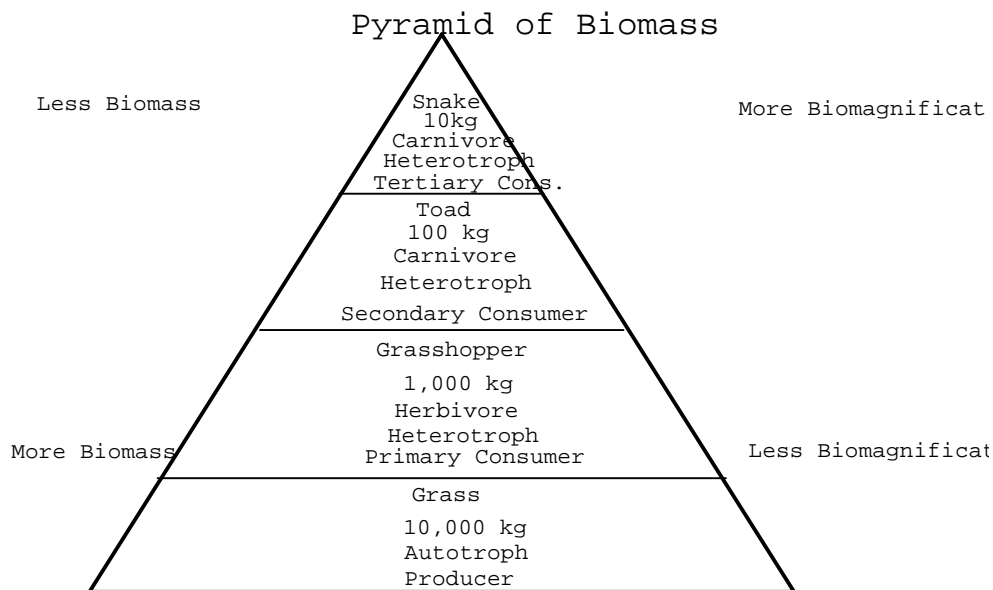 Pyramid of Biomass
Less Biomass
More Biomagnificat
Snake
10kg
Carnivore
Heterotroph
Tertiary Cons.
Toad
100 kg
Carnivore
Heterotroph
Secondary Consumer
Grasshopper
1,000 kg
Herbivore
Heterotroph
More Biomass
Less Biomagnificat
Primary Consumer
Grass
10,000 kg
Autotroph
Producer